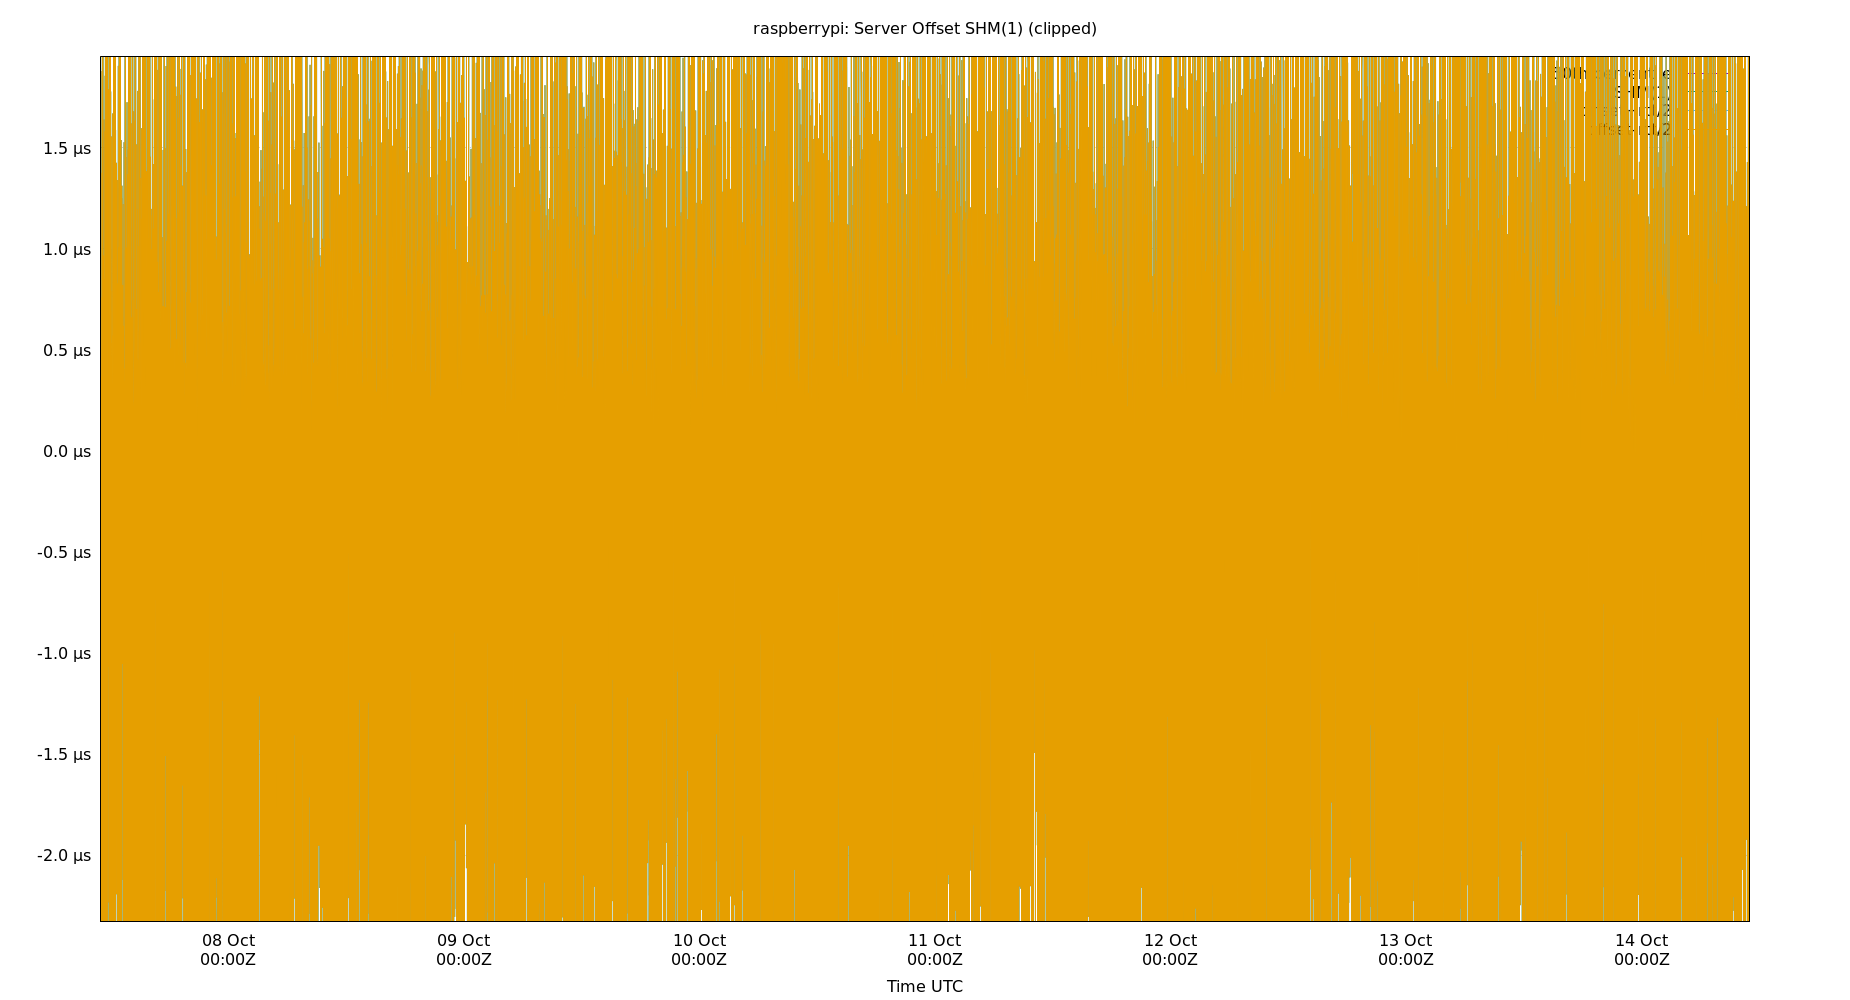 raspberrypi: Server Offset SHM(1) (clipped)
1.5 µs
1.0 µs
0.5 µs
0.0 µs
-0.5 µs
-1.0 µs
-1.5 µs
-2.0 µs
08 Oct 09 Oct 10 Oct 11 Oct 12 Oct 13 Oct 14 Oct
00:00Z 00:00Z 00:00Z 00:00Z 00:00Z 00:00Z 00:00Z
Time UTC